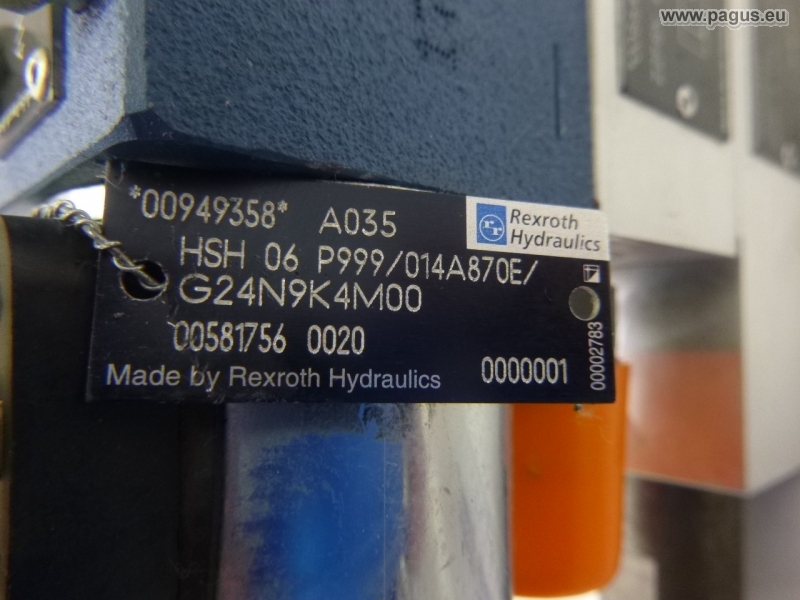 www.pagus.eu
*00949358* A035
Rexroth
Hydraulics
HSH 06 P999/014A870E/
G24N9K4M00
00581756 0020
0000001
00002783
Made by Rexroth Hydraulics